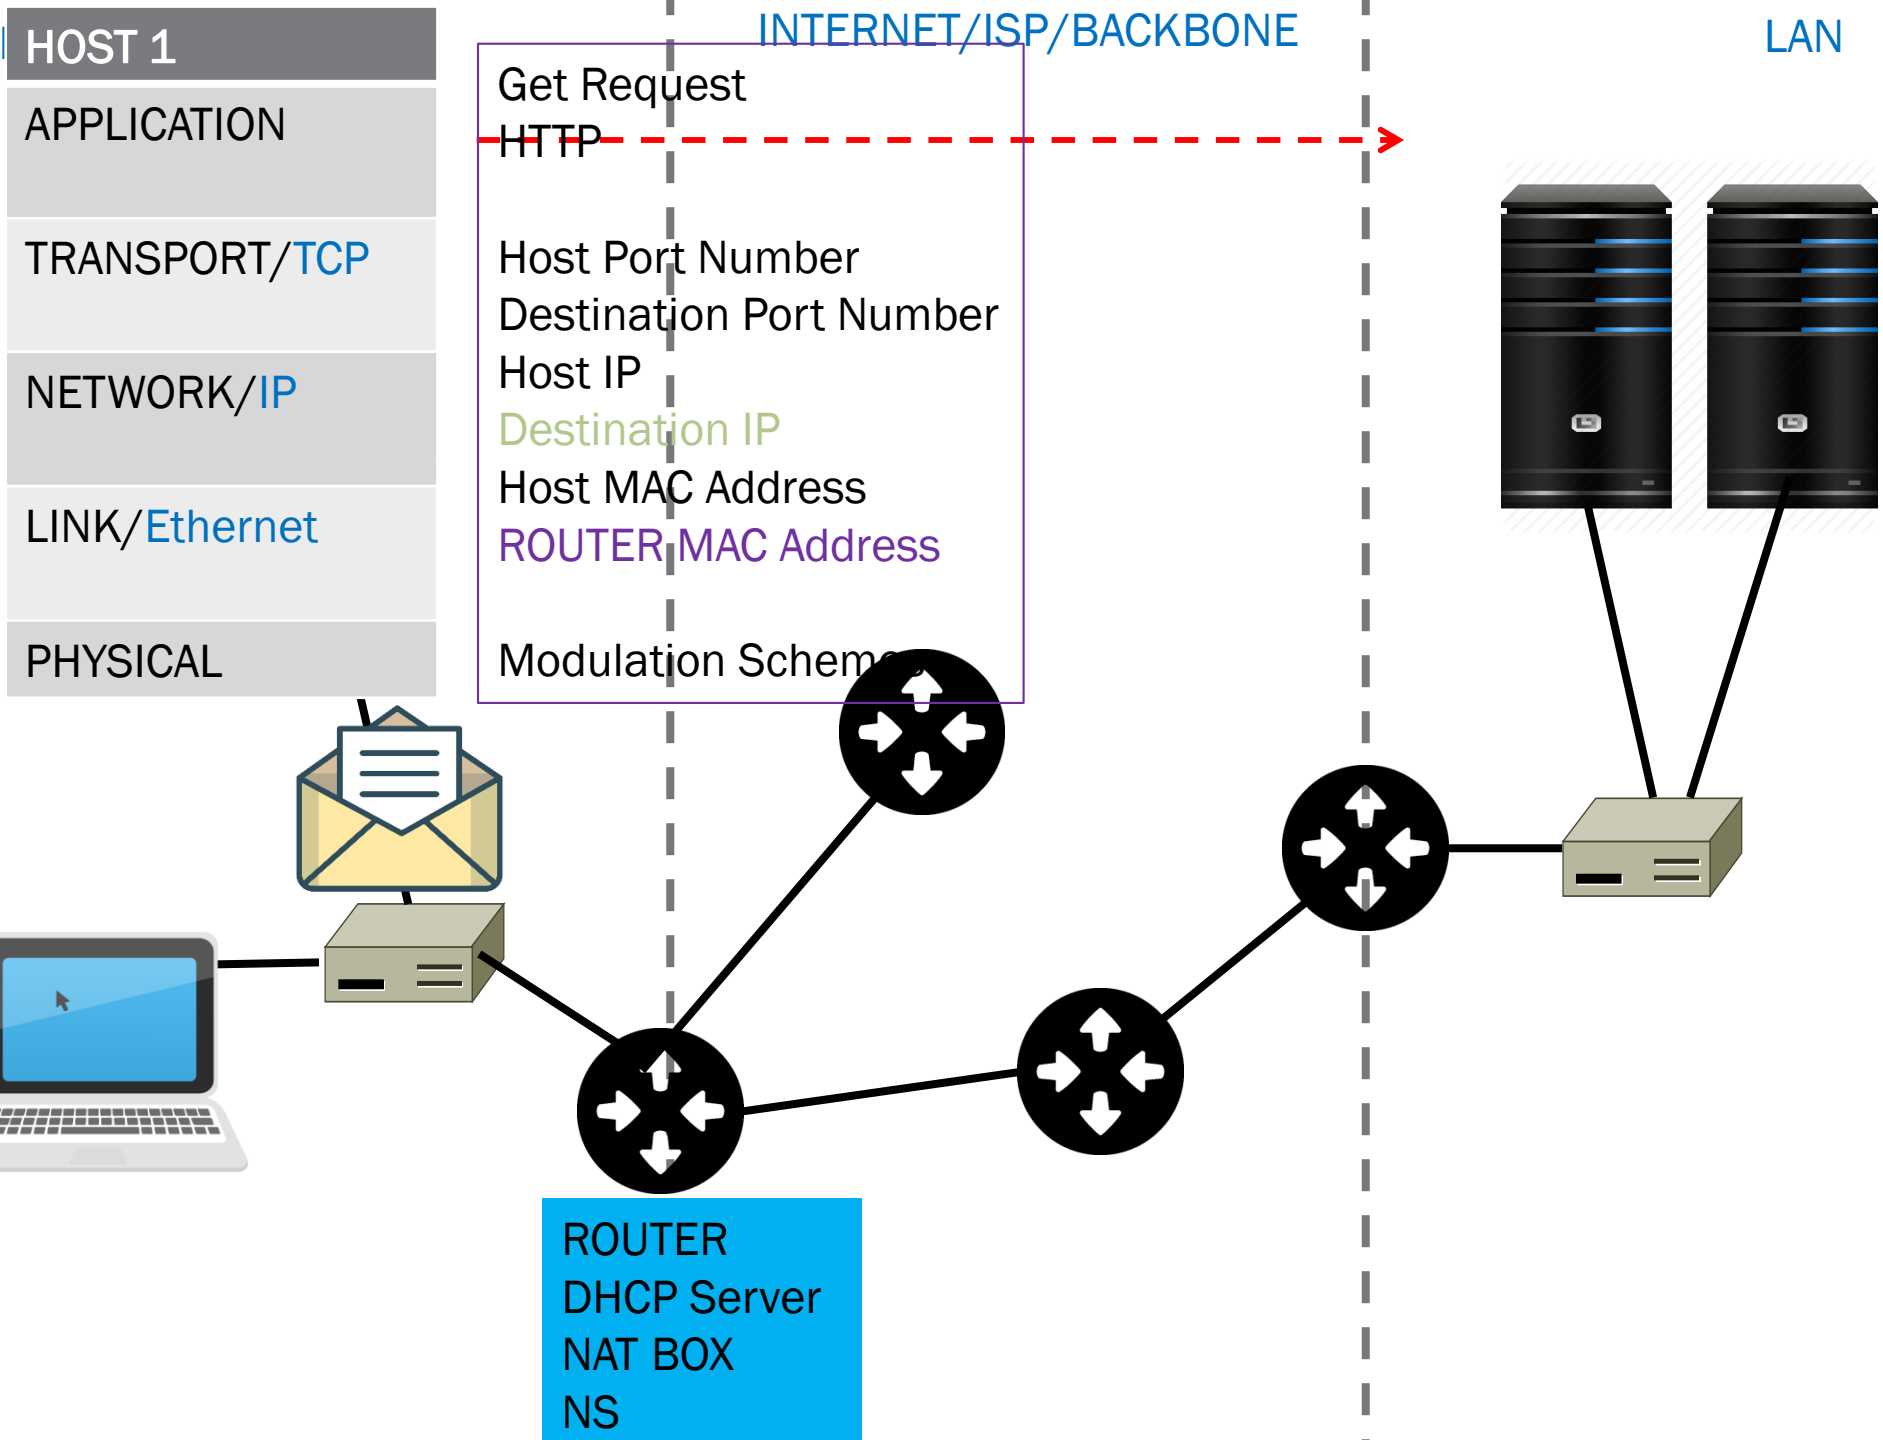 HOST 1
APPLICATION
TRANSPORT/TCP
NETWORK/IP
LINK/Ethernet
PHYSICAL
INTERNET/ISP/BACKBONE
LAN
Get Request
HTTP
Host Port Number
Destination Port Number
Host IP
Destination IP
Host MAC Address
ROUTER MAC Address
Modulation Schemes
ROUTER
DHCP Server
NAT BOX
NS